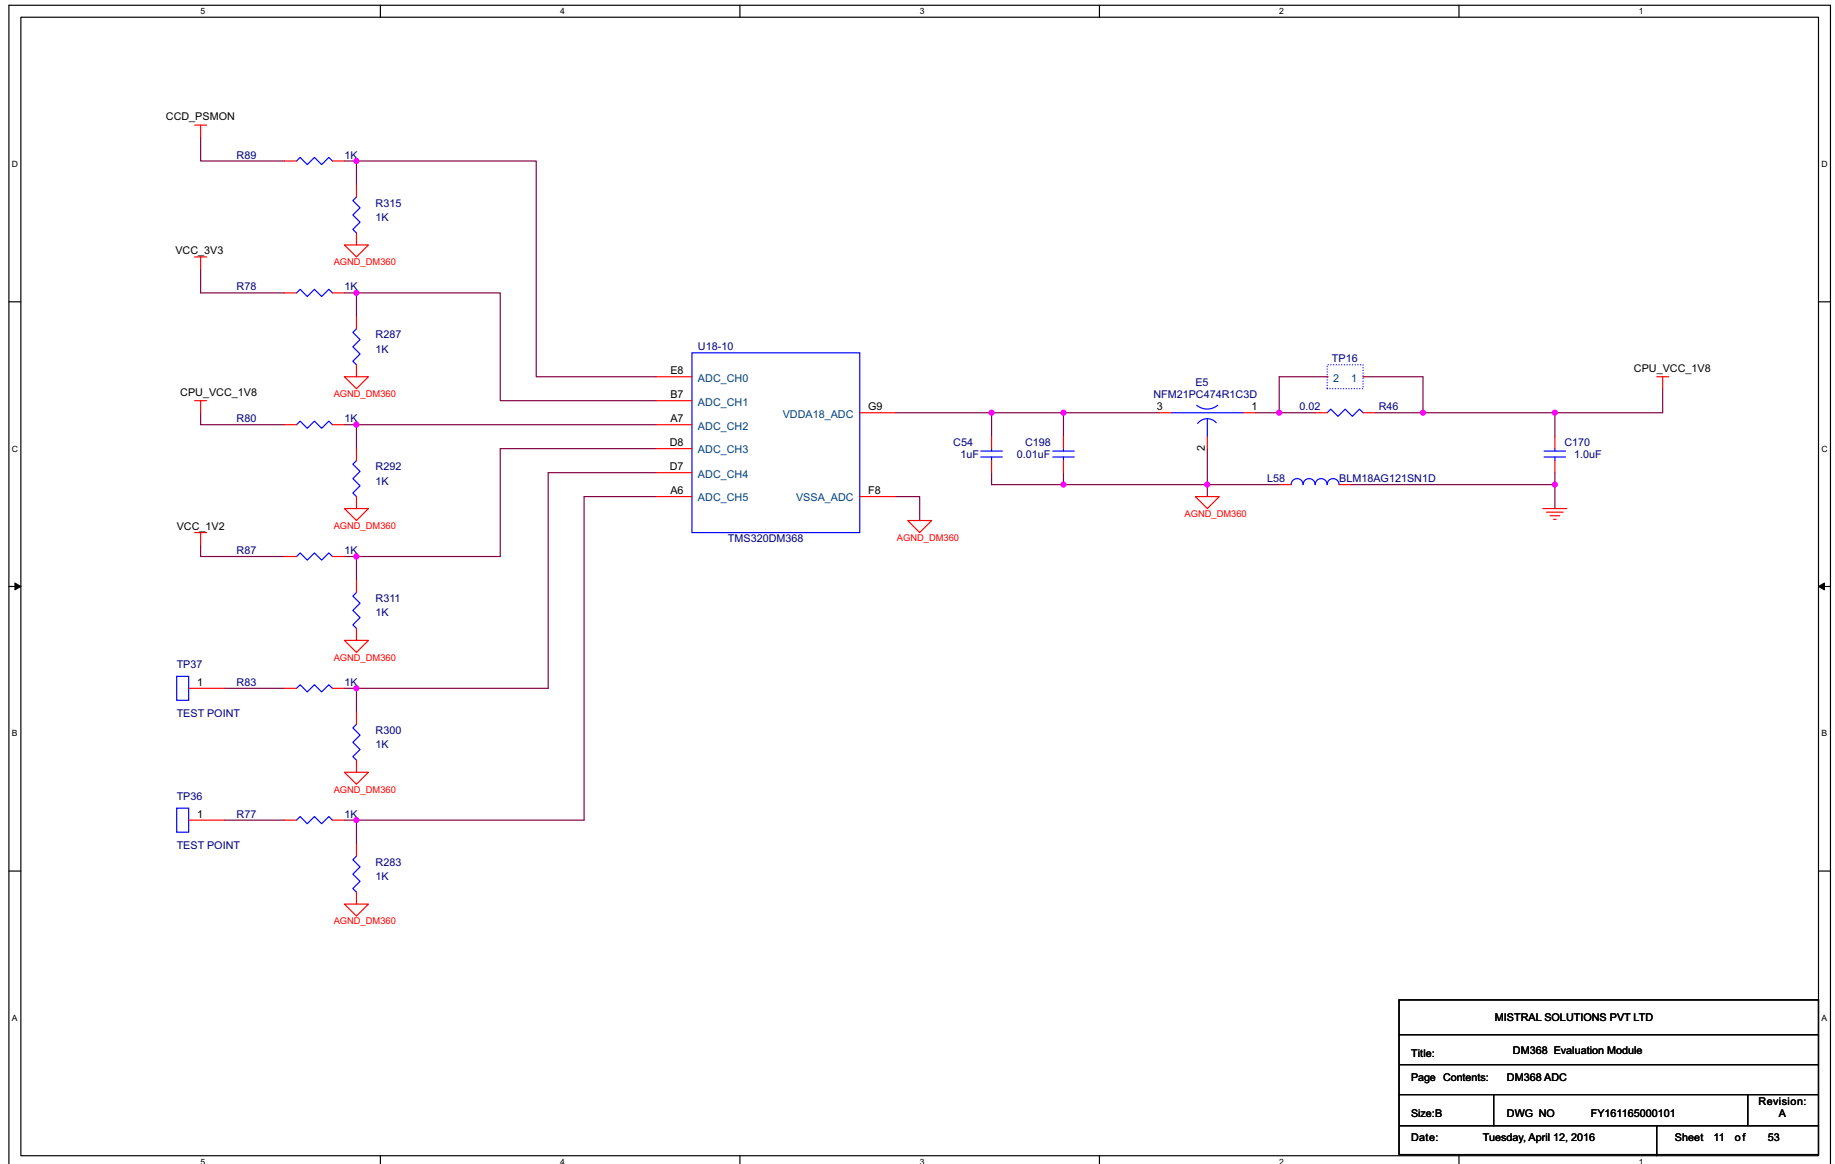 5 4 3 2 1
D D
C C
B B
A A
CCD_PSMON
R89 1K
R315
1K
AGND_DM360
VCC_3V3
R78 1K
R287
1K
AGND_DM360
CPU_VCC_1V8
R80 1K
R292
1K
AGND_DM360
VCC_1V2
R87 1K
R311
1K
AGND_DM360
TP37
1 R83 1K
TEST POINT
R300
1K
AGND_DM360
TP36
1 R77 1K
TEST POINT
R283
1K
AGND_DM360
U18-10
E8 ADC_CH0
B7 ADC_CH1
A7 ADC_CH2
D8 ADC_CH3
D7 ADC_CH4
A6 ADC_CH5
VDDA18_ADC G9
VSSA_ADC F8
TMS320DM368
AGND_DM360
C54
1uF
C198
0.01uF
E5
NFM21PC474R1C3D
3 1
2
AGND_DM360
TP16
2 1
0.02 R46
L58 BLM18AG121SN1D
CPU_VCC_1V8
C170
1.0uF
MISTRAL SOLUTIONS PVT LTD
Title: DM368 Evaluation Module
Page Contents: DM368 ADC
Size:B DWG NO FY161165000101 Revision:
A
Date: Tuesday, April 12, 2016 Sheet 11 of 53
5 4 3 2 1